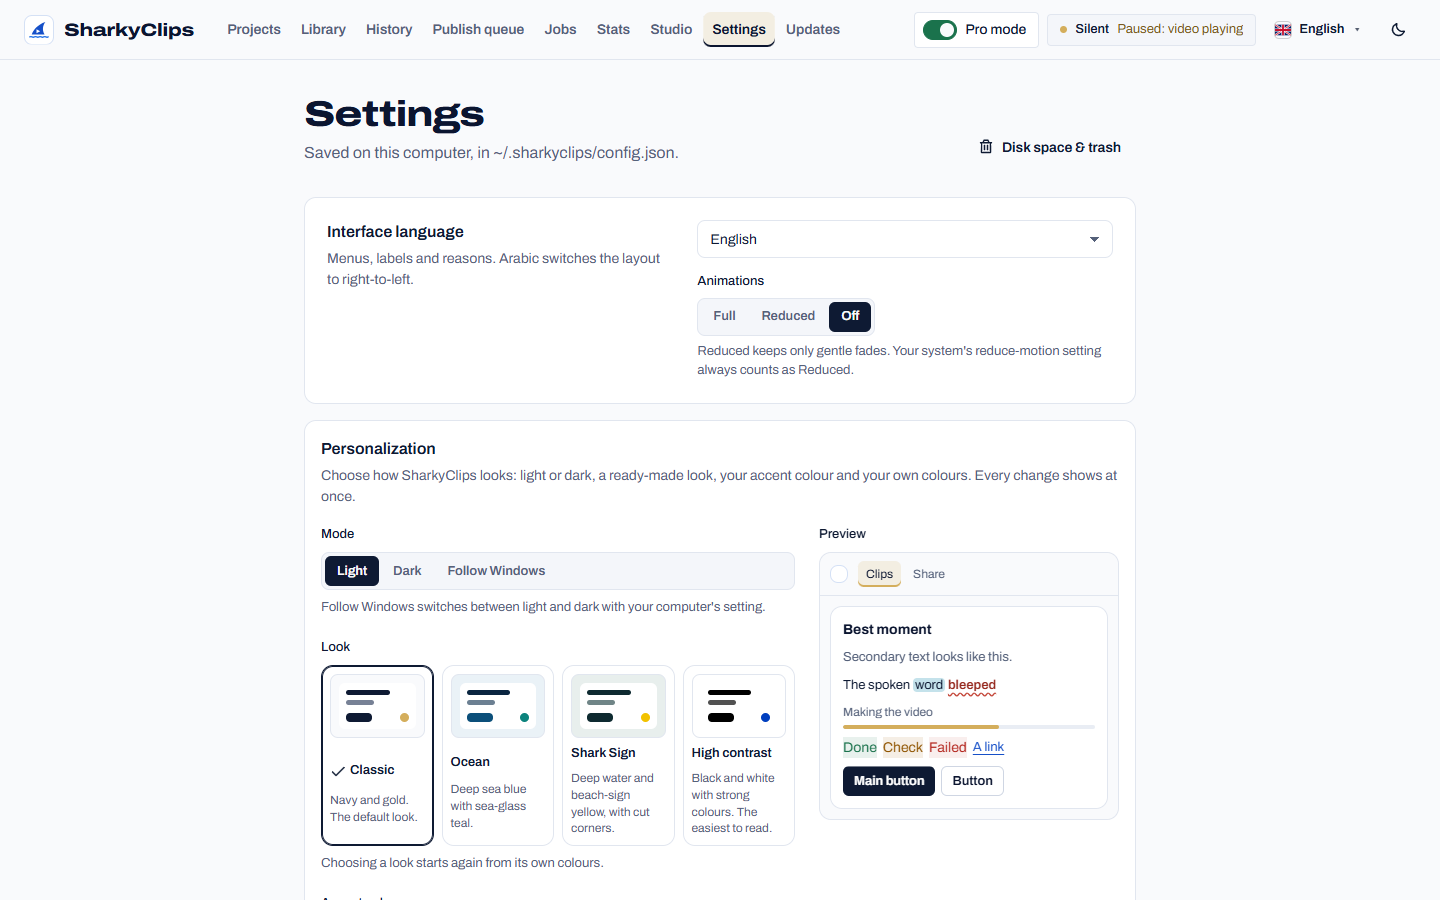 SharkyClips
Projects
Library
History
Publish queue
Jobs
Stats
Studio
Settings
Updates
Pro mode
Silent Paused: video playing
English
Settings
Saved on this computer, in ~/.sharkyclips/config.json.
Disk space & trash
Interface language
Menus, labels and reasons. Arabic switches the layout
to right-to-left.
English
Animations
Full
Reduced
Off
Reduced keeps only gentle fades. Your system's reduce-motion setting
always counts as Reduced.
Personalization
Choose how SharkyClips looks: light or dark, a ready-made look, your accent colour and your own colours. Every change shows at
once.
Mode
Light
Dark
Follow Windows
Follow Windows switches between light and dark with your computer's setting.
Look
Classic
Navy and gold.
The default look.
Ocean
Deep sea blue
with sea-glass
teal.
Shark Sign
Deep water and
beach-sign
yellow, with cut
corners.
High contrast
Black and white
with strong
colours. The
easiest to read.
Choosing a look starts again from its own colours.
Preview
Clips
Share
Best moment
Secondary text looks like this.
The spoken word bleeped
Making the video
Done Check Failed A link
Main button
Button